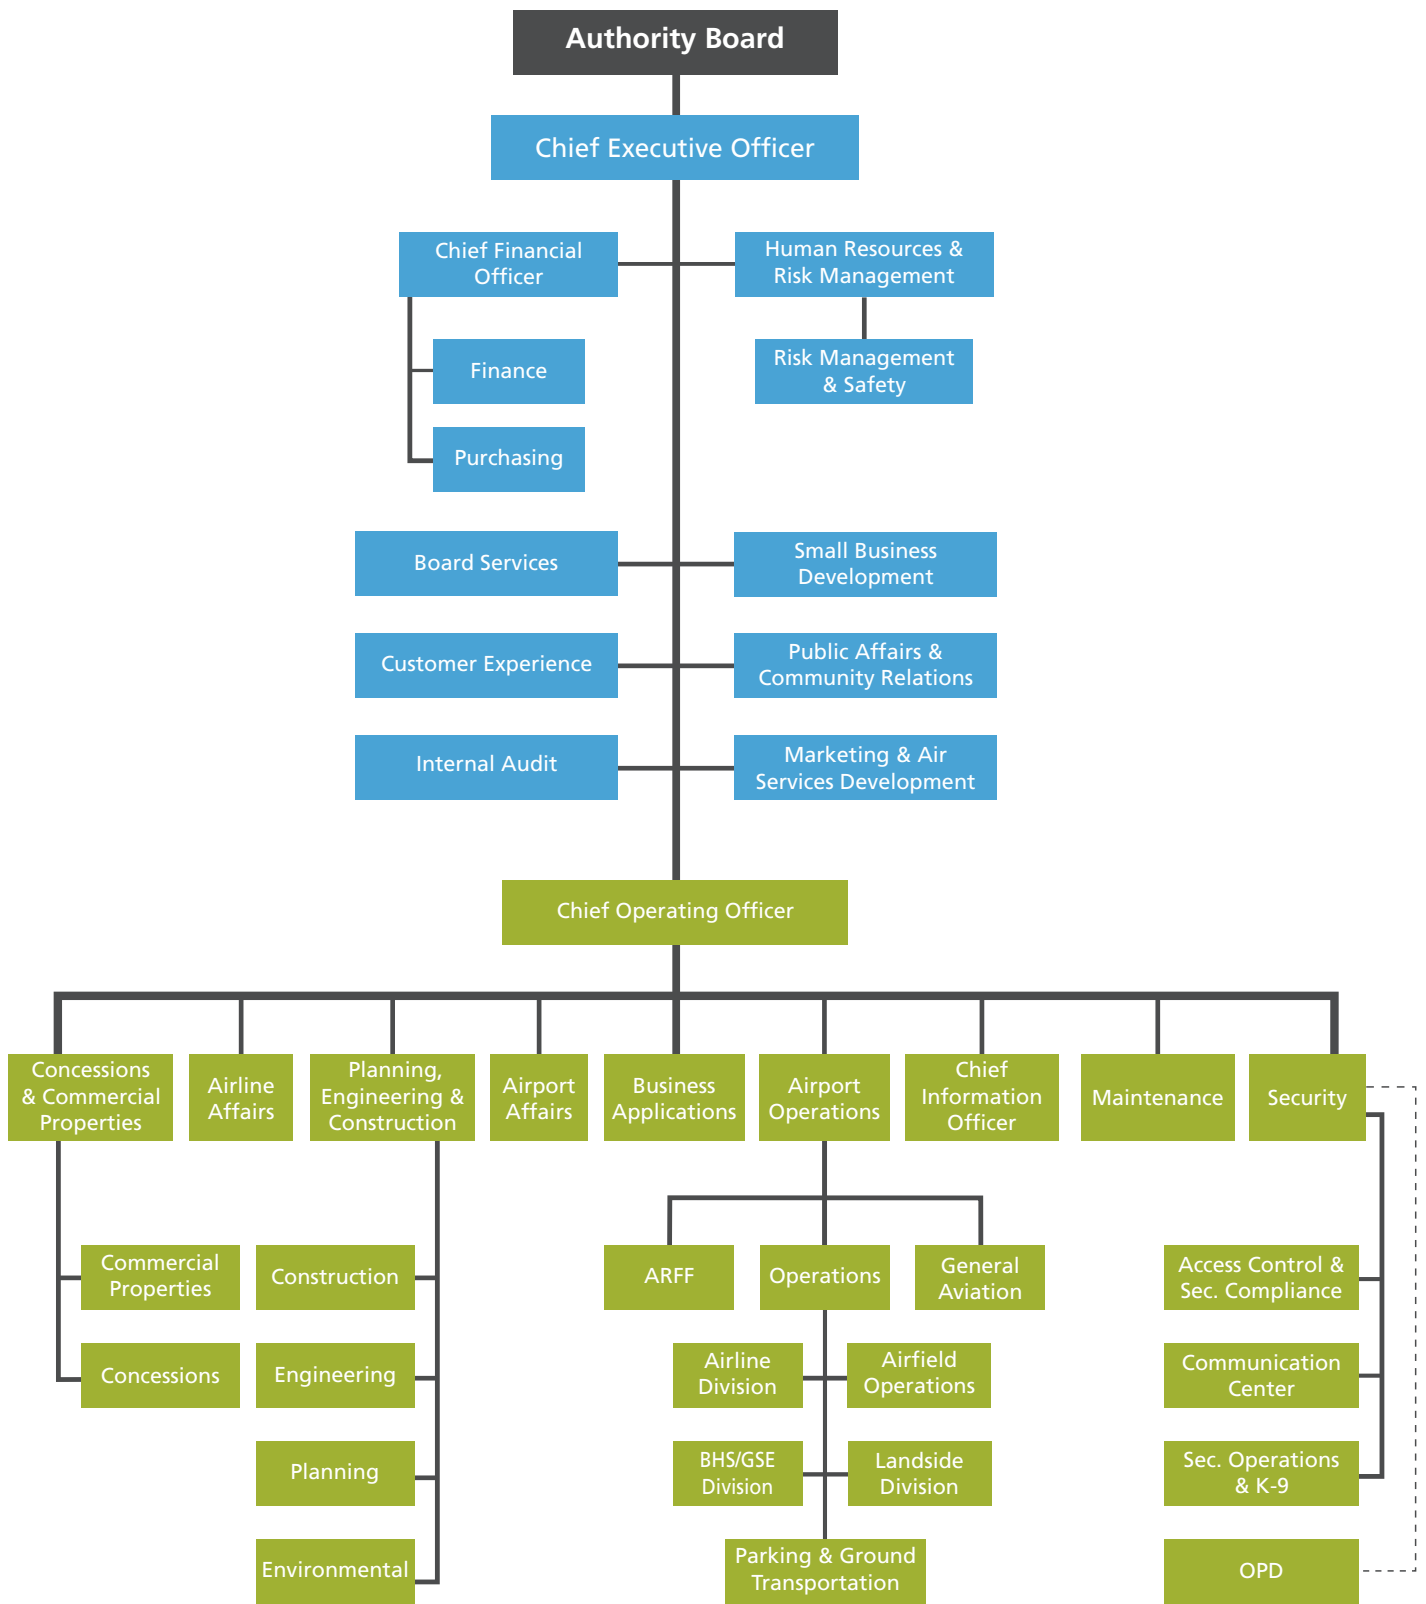 Authority Board
Chief Executive Officer
Chief Financial
Officer
Human Resources &
Risk Management
Finance
Risk Management
& Safety
Purchasing
Board Services
Small Business
Development
Customer Experience
Public Affairs &
Community Relations
Internal Audit
Marketing & Air
Services Development
Chief Operating Officer
Concessions
& Commercial
Properties
Airline
Affairs
Planning,
Engineering &
Construction
Airport
Affairs
Business
Applications
Airport
Operations
Chief
Information
Officer
Maintenance
Security
Commercial
Properties
Construction
ARFF
Operations
General
Aviation
Access Control &
Sec. Compliance
Concessions
Engineering
Airline
Division
Airfield
Operations
Communication
Center
Planning
BHS/GSE
Division
Landside
Division
Sec. Operations
& K-9
Environmental
Parking & Ground
Transportation
OPD